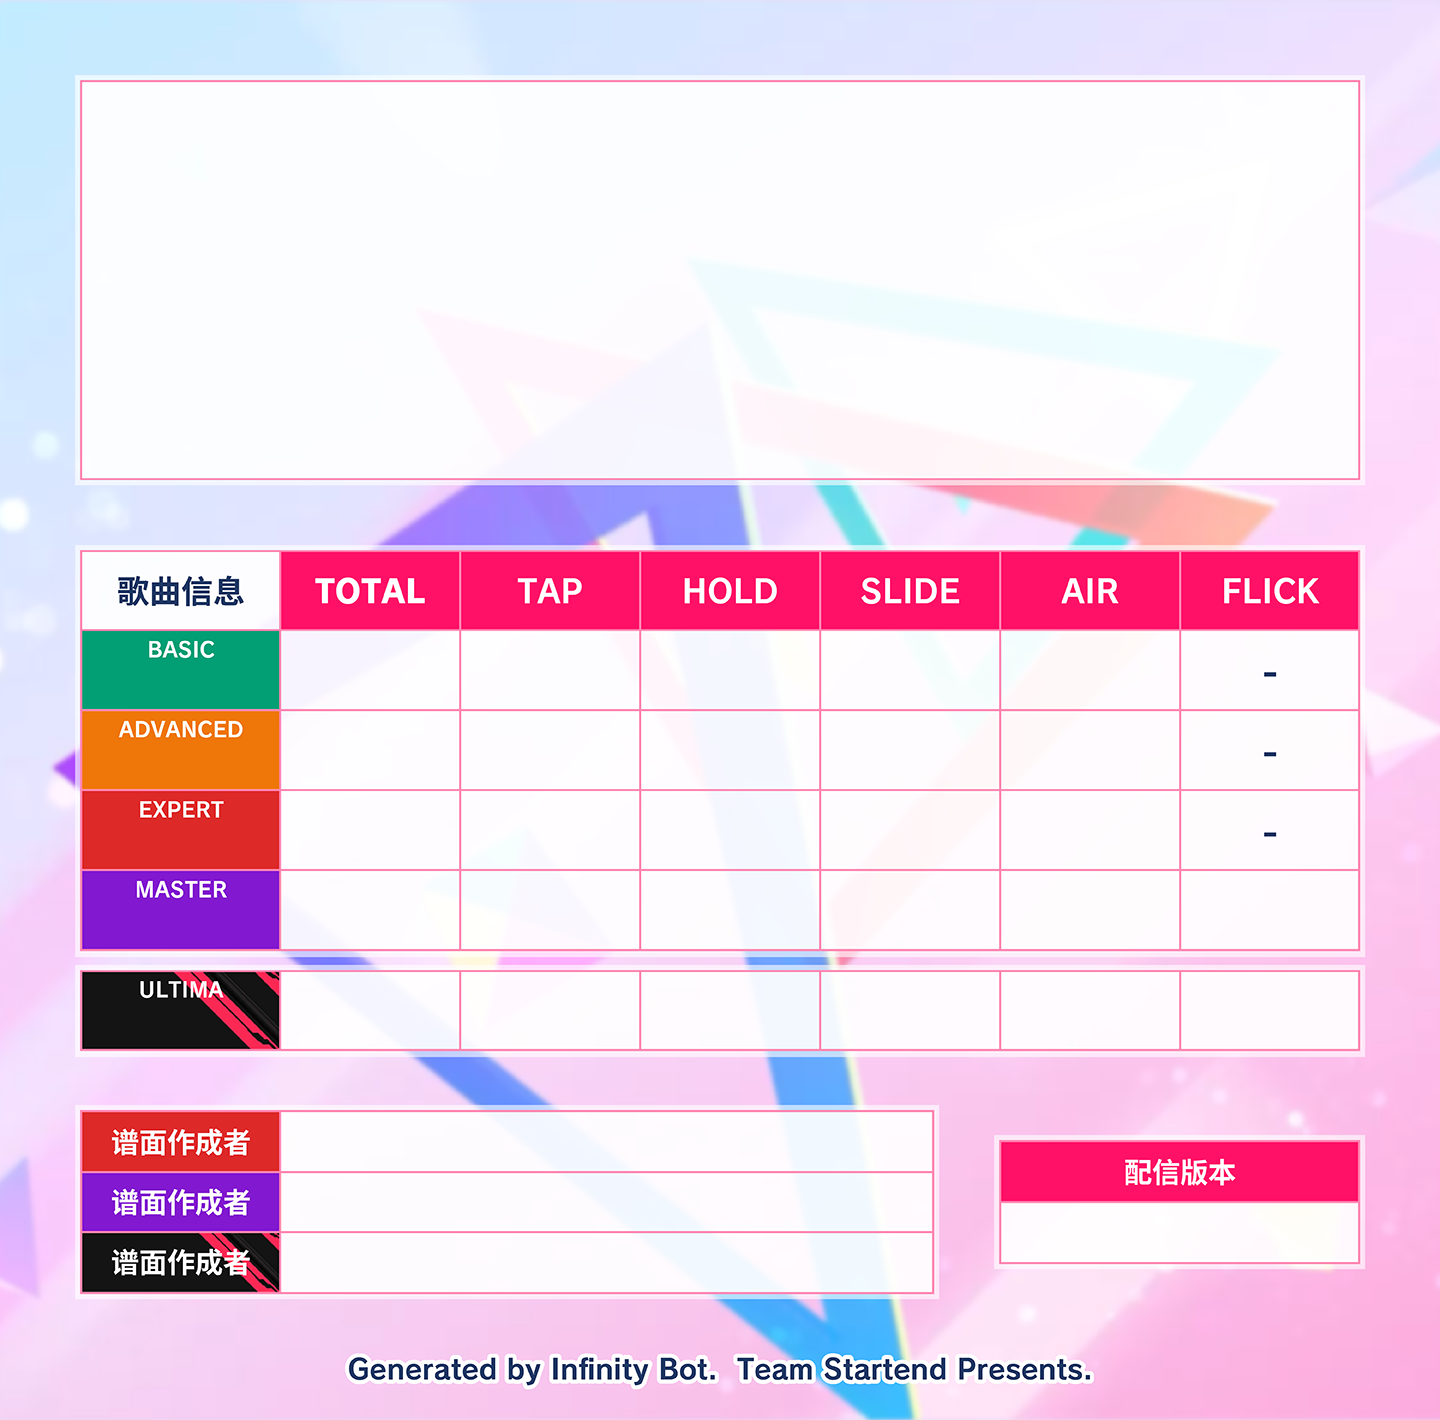 歌曲信息 TOTAL TAP HOLD SLIDE AIR FLICK
BASIC -
ADVANCED -
EXPERT -
MASTER
ULTIMA
谱面作成者
谱面作成者
谱面作成者
配信版本
Generated by Infinity Bot. Team Startend Presents.